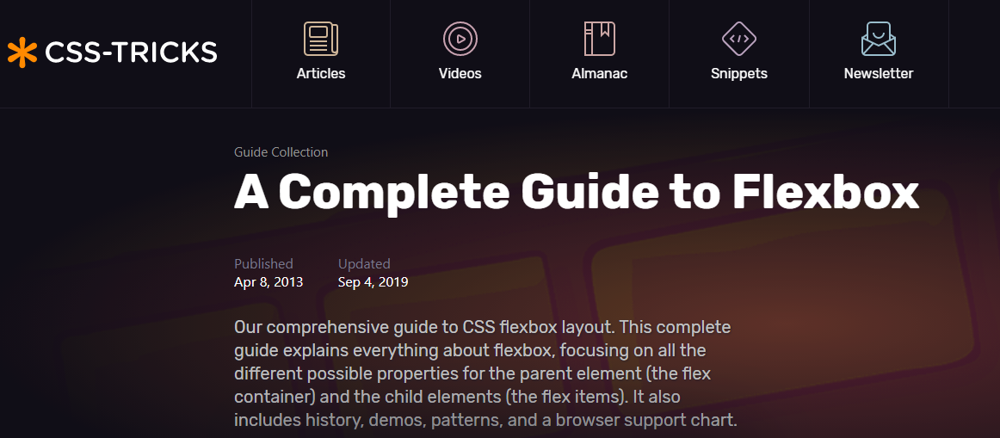 CSS-TRICKS
Articles
Videos
Almanac
Snippets
Newsletter
Guide Collection
A Complete Guide to Flexbox
Published
Updated
Apr 8, 2013
Sep 4, 2019
Our comprehensive guide to CSS flexbox layout. This complete
guide explains everything about flexbox, focusing on all the
different possible properties for the parent element (the flex
container) and the child elements (the flex items). It also
includes history, demos, patterns, and a browser support chart.